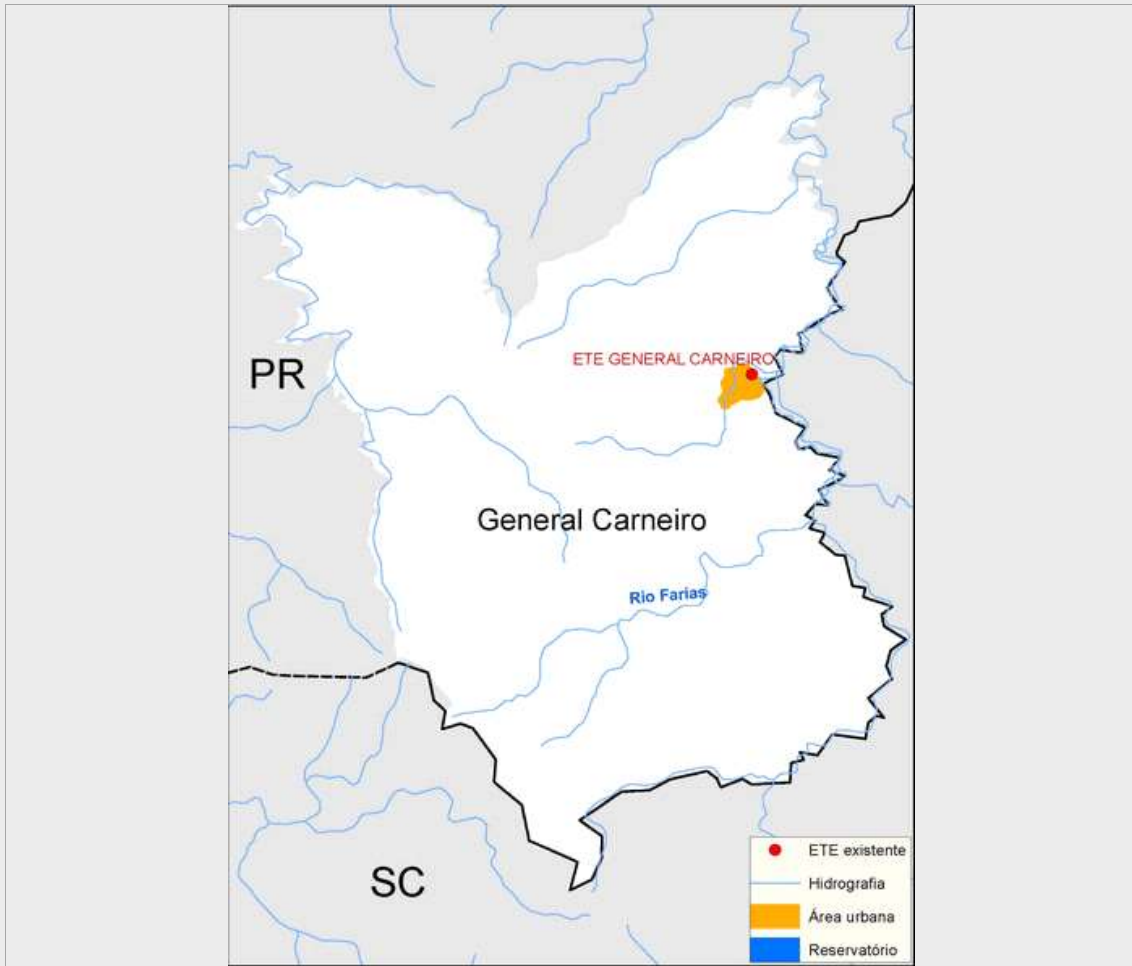 ETE GENERAL CARNEIRO
PR
General Carneiro
Rio Farias
SC
ETE existente
Hidrografia
Área urbana
Reservatório